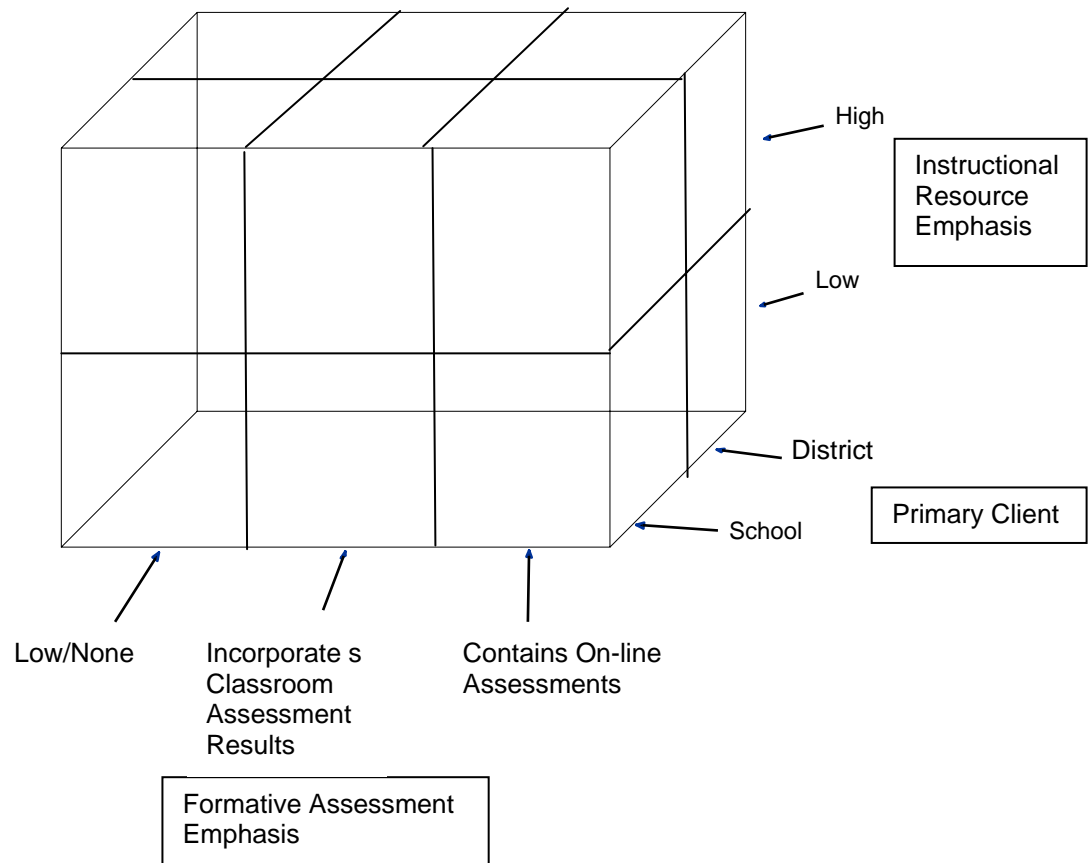 High
Instructional
Resource
Emphasis
Low
District
Primary Client
School
Low/None
Incorporate s
Classroom
Assessment
Results
Contains On-line
Assessments
Formative Assessment
Emphasis